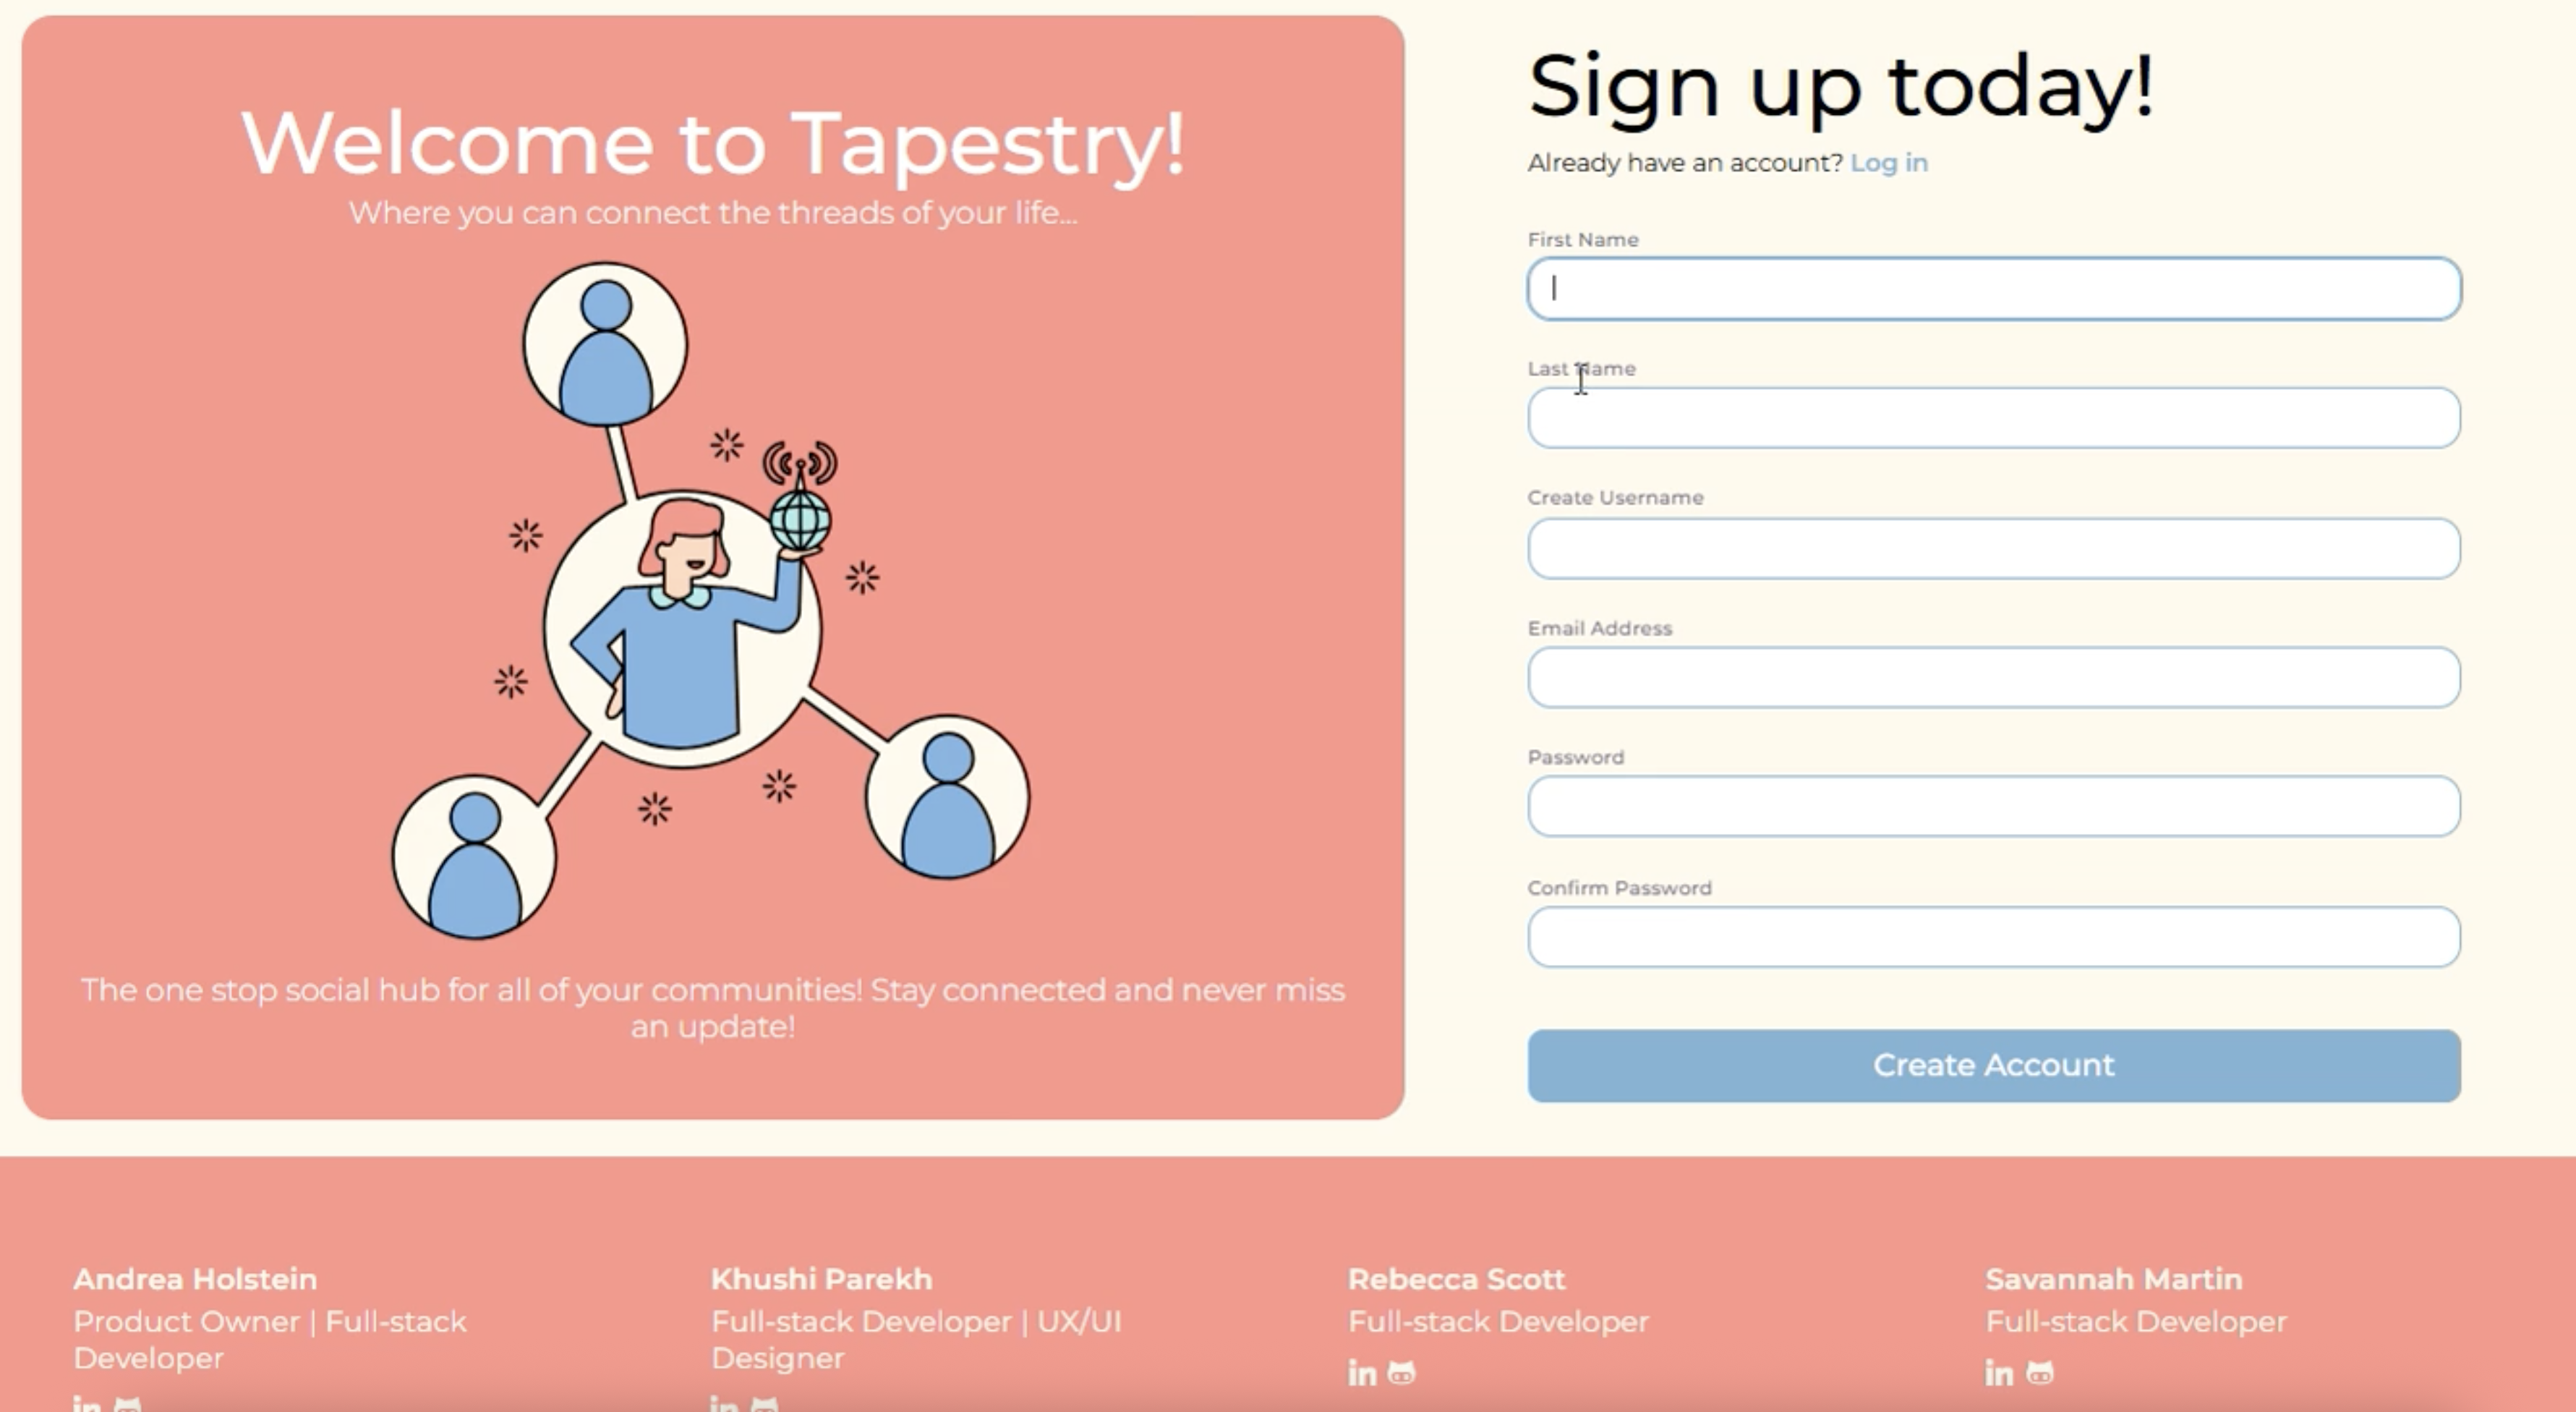 Welcome to Tapestry!
Where you can connect the threads of your life...
The one stop social hub for all of your communities! Stay connected and never miss
an update!
Sign up today!
Already have an account? Log in
First Name
Last Name
Create Username
Email Address
Password
Confirm Password
Create Account
Andrea Holstein
Product Owner | Full-stack
Developer
in
Khushi Parekh
Full-stack Developer | UX/UI
Designer
in
Rebecca Scott
Full-stack Developer
in
Savannah Martin
Full-stack Developer
in